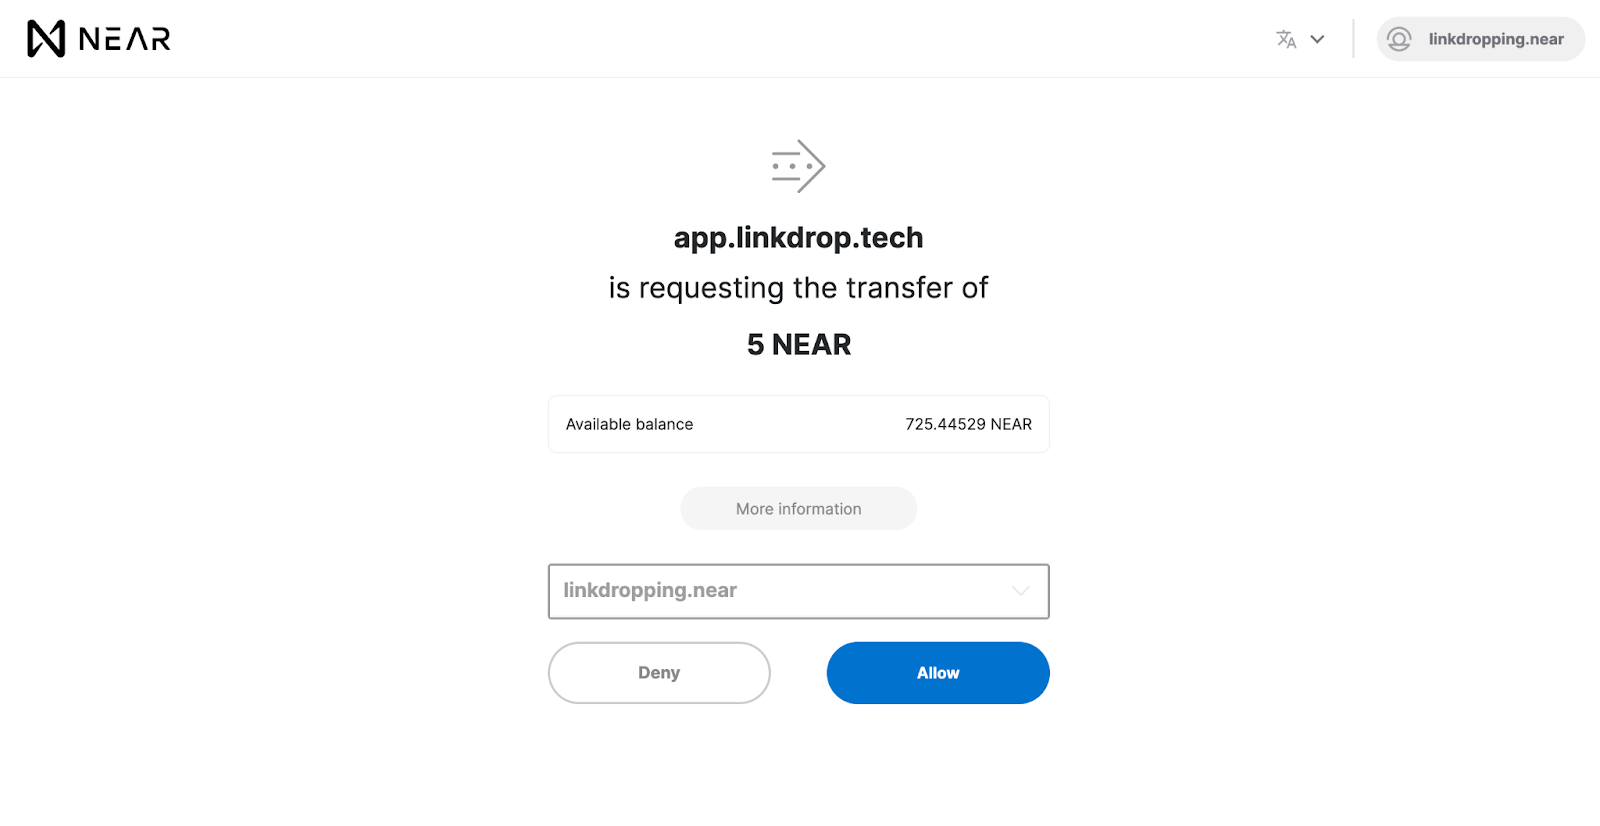 NEAR
linkdropping.near
app.linkdrop.tech
is requesting the transfer of
5 NEAR
Available balance 725.44529 NEAR
More information
linkdropping.near
Deny Allow